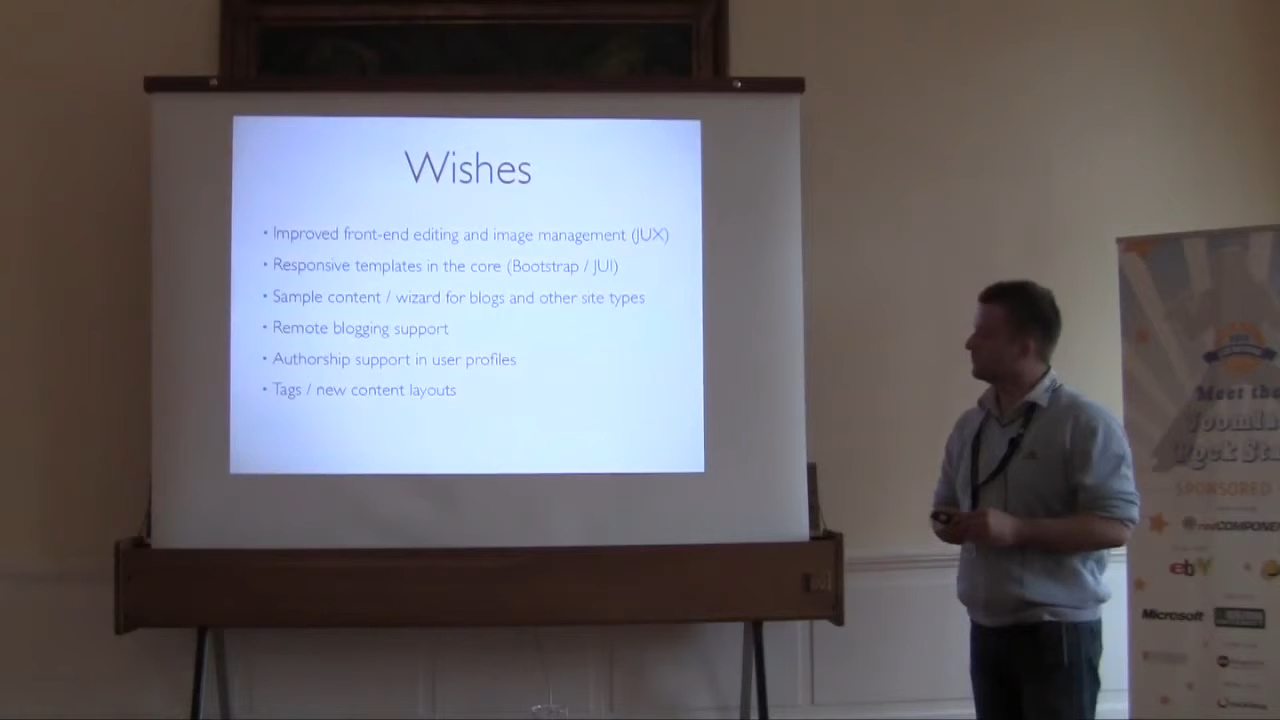 Wishes
• Improved front-end editing and image management (JUX)
• Responsive templates in the core (Bootstrap / JUI)
• Sample content / wizard for blogs and other site types
• Remote blogging support
• Authorship support in user profiles
• Tags / new content layouts
Meet the
Joomla
SPONSORED
redCOMPONE
ebY
Microsoft